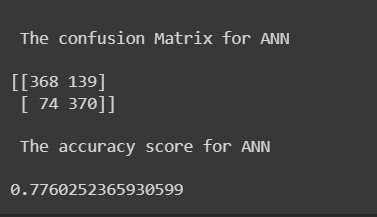 The confusion Matrix for ANN
[[368 139]
[ 74 370]]
The accuracy score for ANN
0.7760252365930599